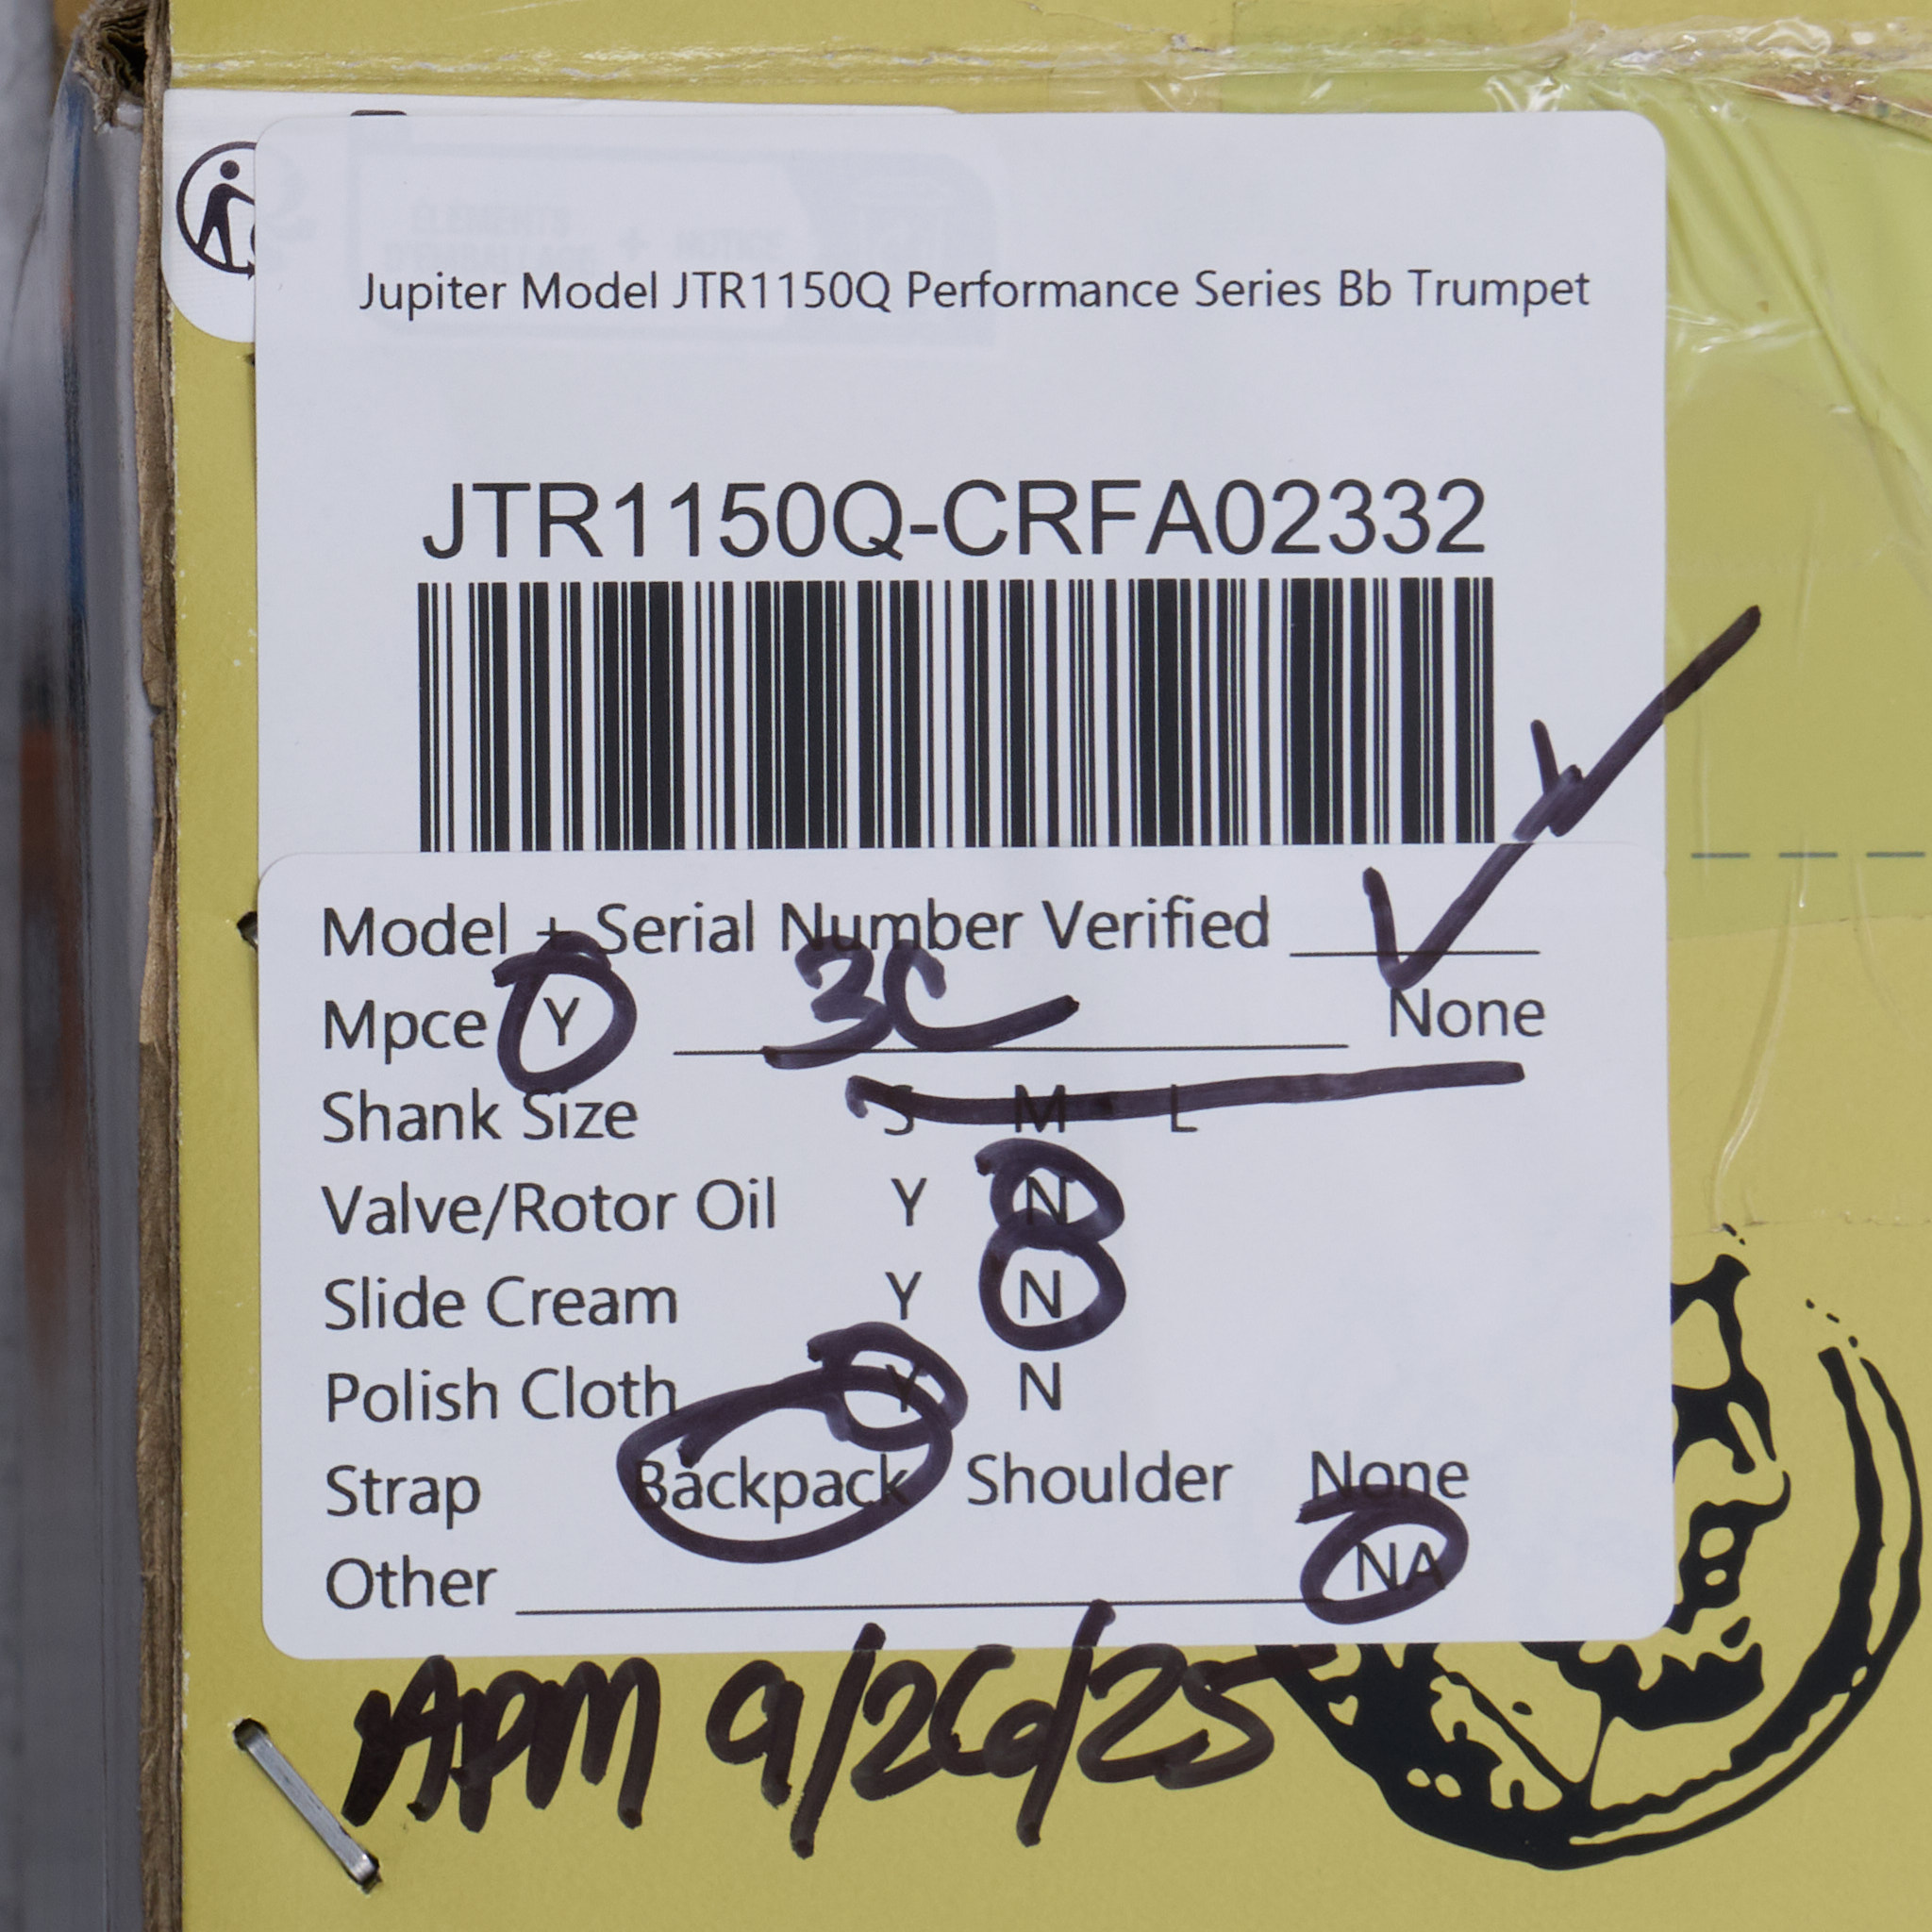 ÉLÉMENTS
D'EMBALLAGE + NOTICE
Jupiter Model JTR1150Q Performance Series Bb Trumpet
JTR1150Q-CRFA02332
Model + Serial Number Verified
Mpce Y 3C None
Shank Size S M L
Valve/Rotor Oil Y N
Slide Cream Y N
Polish Cloth Y N
Strap Backpack Shoulder None
Other NA
APM 9/26/25